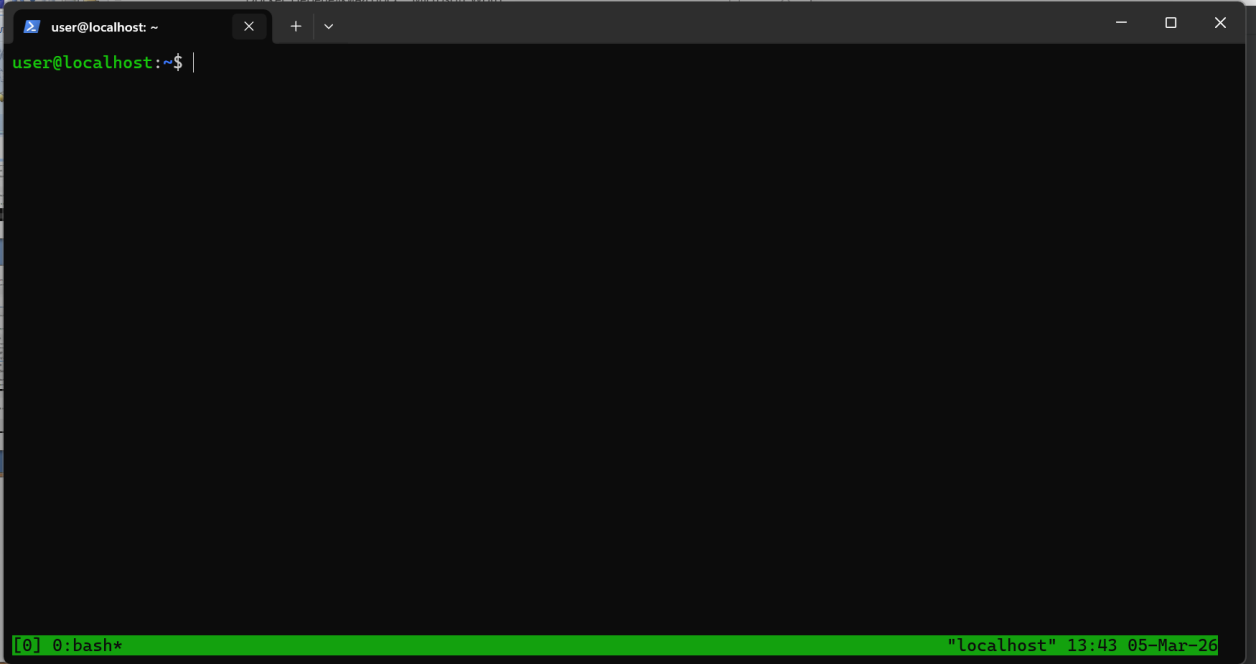 user@localhost: ~
user@localhost:~$
[0] 0:bash*
"localhost" 13:43 05-Mar-26